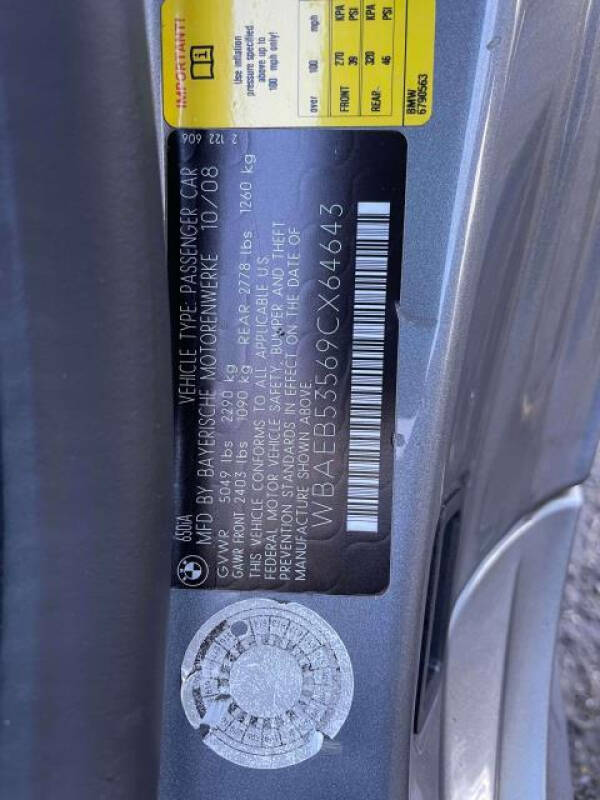 650iA VEHICLE TYPE: PASSENGER CAR
MFD BY BAYERISCHE MOTORENWERKE 10/08
GVWR 5049 lbs 2290 kg
GAWR FRONT 2403 lbs 1090 kg REAR 2778 lbs 1260 kg
THIS VEHICLE CONFORMS TO ALL APPLICABLE U.S.
FEDERAL MOTOR VEHICLE SAFETY, BUMPER AND THEFT
PREVENTION STANDARDS IN EFFECT ON THE DATE OF
MANUFACTURE SHOWN ABOVE
WBAEB53569CX64643
2 122 606
IMPORTANT!
Use inflation
pressure specified
above up to
100 mph only!
over 100 mph
FRONT 270 KPA 39 PSI
REAR 320 KPA 46 PSI
BMW
6790563